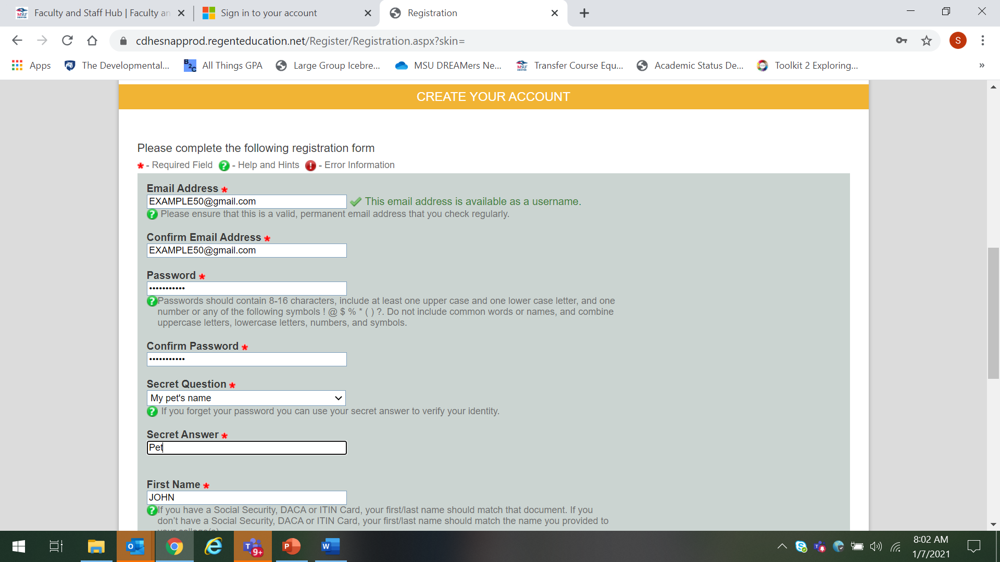 Faculty and Staff Hub | Faculty an
Sign in to your account
Registration
cdhesnapprod.regenteducation.net/Register/Registration.aspx?skin=
S
Apps
The Developmental...
All Things GPA
Large Group Icebre...
MSU DREAMers Ne...
Transfer Course Equ...
Academic Status De...
Toolkit 2 Exploring...
»
CREATE YOUR ACCOUNT
Please complete the following registration form
* - Required Field ? - Help and Hints ! - Error Information
Email Address *
EXAMPLE50@gmail.com
This email address is available as a username.
Please ensure that this is a valid, permanent email address that you check regularly.
Confirm Email Address *
EXAMPLE50@gmail.com
Password *
•••••••••••
Passwords should contain 8-16 characters, include at least one upper case and one lower case letter, and one
number or any of the following symbols ! @ $ % * ( ) ?. Do not include common words or names, and combine
uppercase letters, lowercase letters, numbers, and symbols.
Confirm Password *
•••••••••••
Secret Question *
My pet's name
If you forget your password you can use your secret answer to verify your identity.
Secret Answer *
Pet
First Name *
JOHN
If you have a Social Security, DACA or ITIN Card, your first/last name should match that document. If you
don't have a Social Security, DACA or ITIN Card, your first/last name should match the name you provided to
your college(s)
9+
8:02 AM
1/7/2021